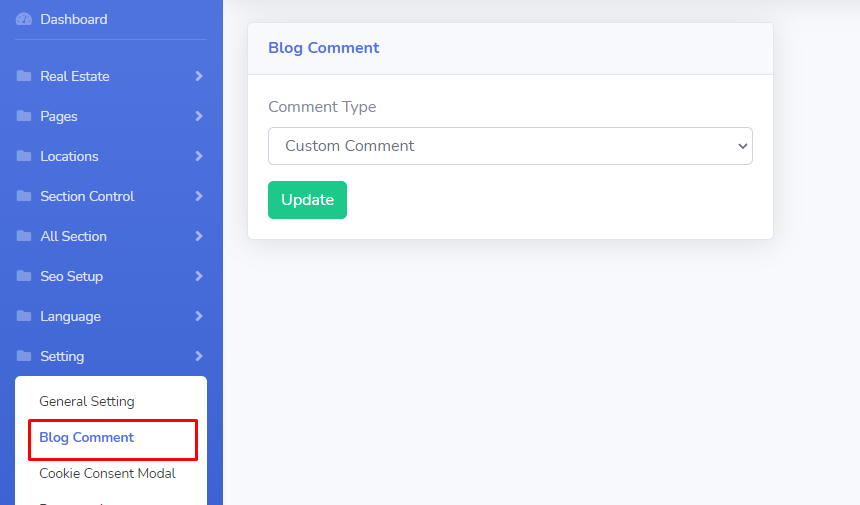 Dashboard
Real Estate
Pages
Locations
Section Control
All Section
Seo Setup
Language
Setting
General Setting
Blog Comment
Cookie Consent Modal
Blog Comment
Comment Type
Custom Comment
Update